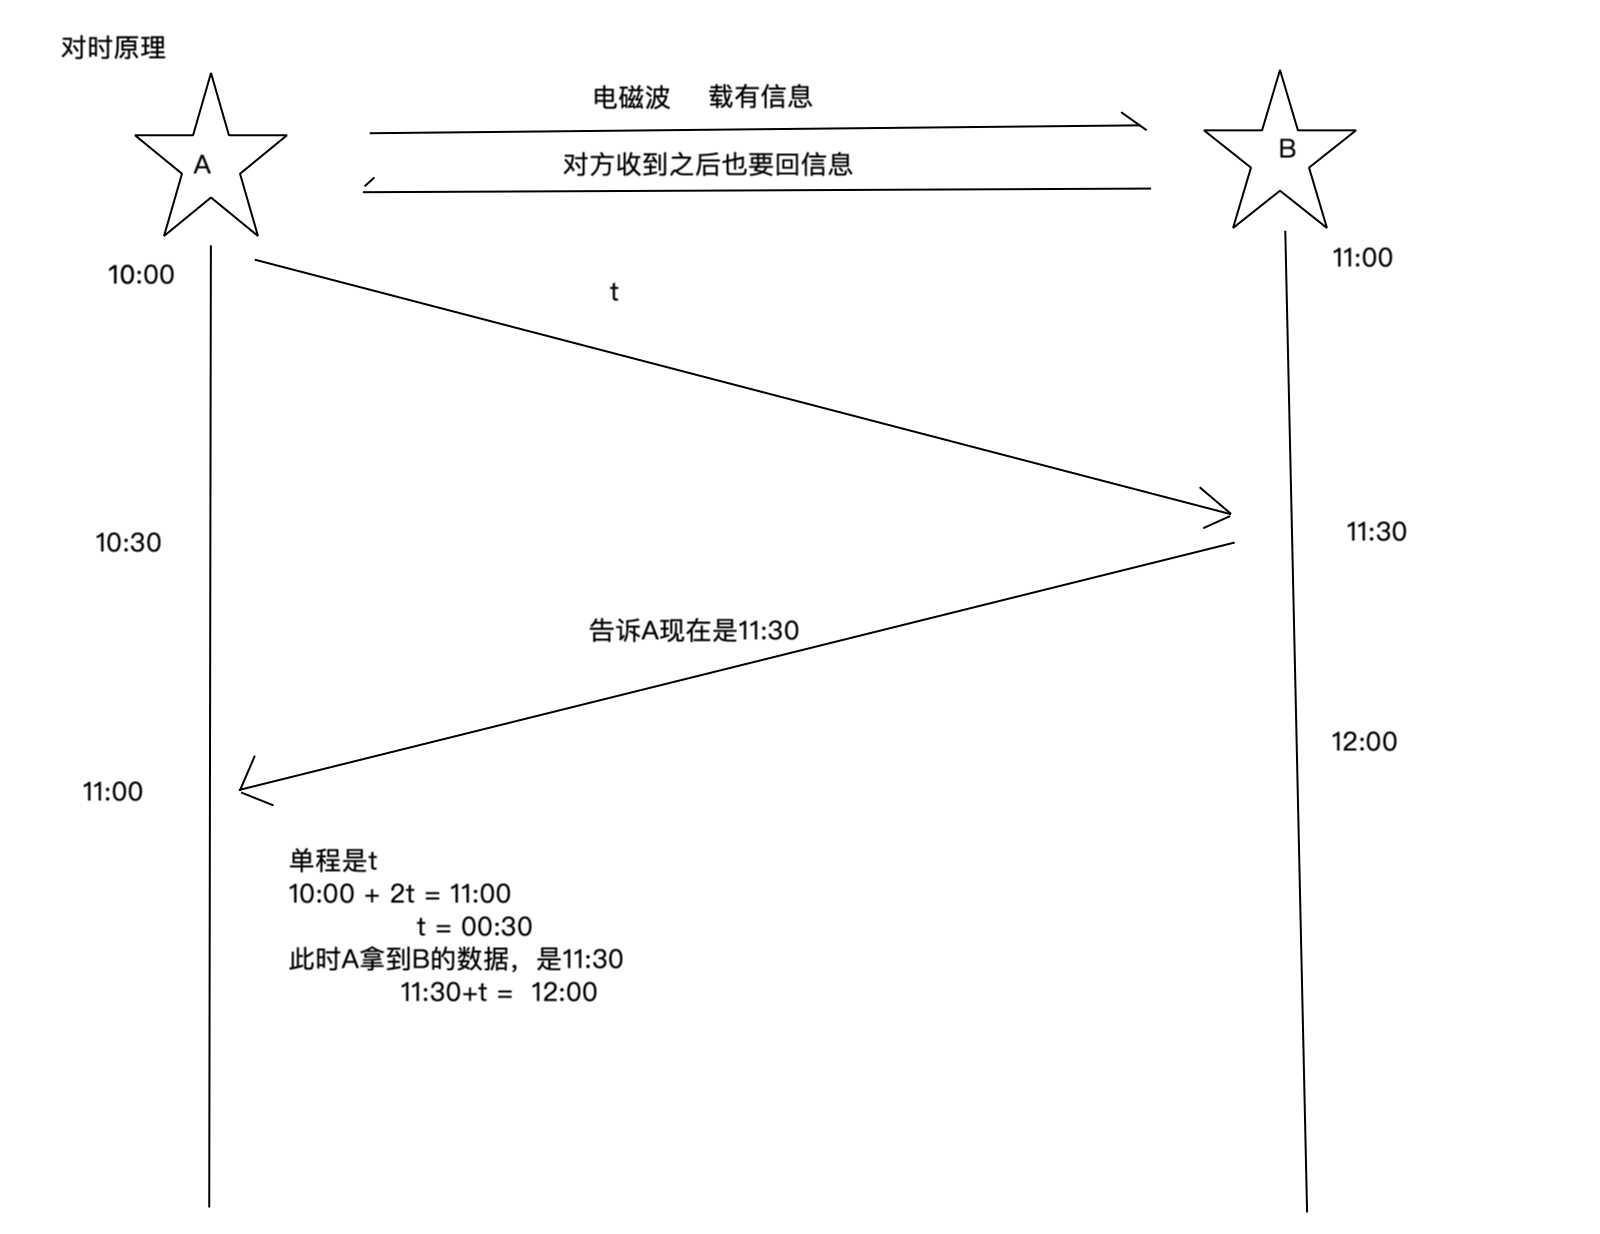 对时原理
电磁波 载有信息
对方收到之后也要回信息
A
B
10:00
11:00
t
10:30
11:30
告诉A现在是11:30
11:00
12:00
单程是t
10:00 + 2t = 11:00
t = 00:30
此时A拿到B的数据，是11:30
11:30+t = 12:00